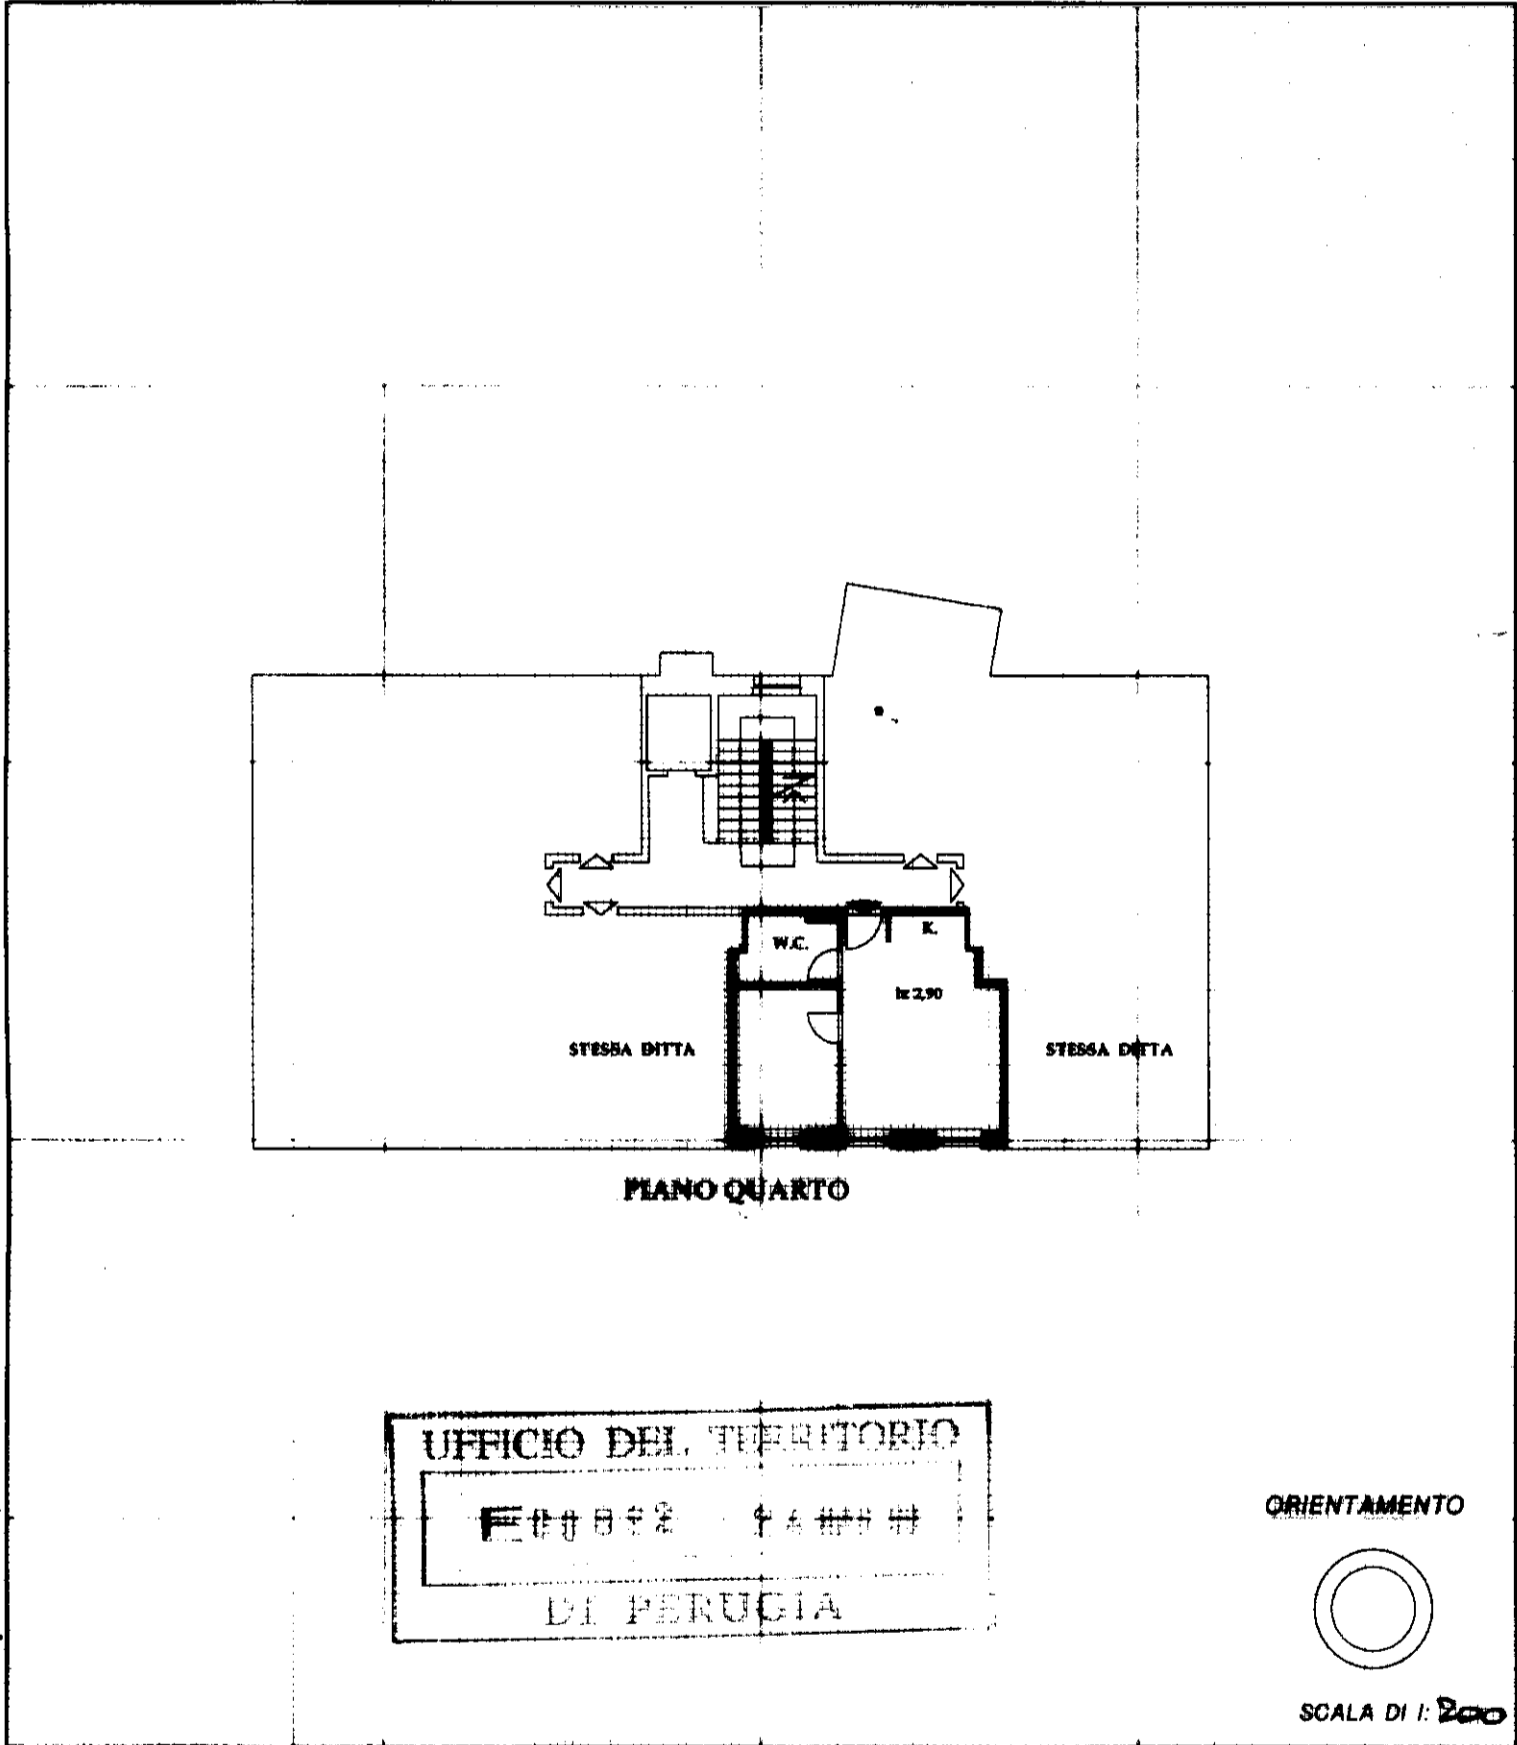 W.C.
K.
h: 2,90
STESSA DITTA
STESSA DITTA
PIANO QUARTO
UFFICIO DEL TERRITORIO
DI PERUGIA
ORIENTAMENTO
SCALA DI 1: 200